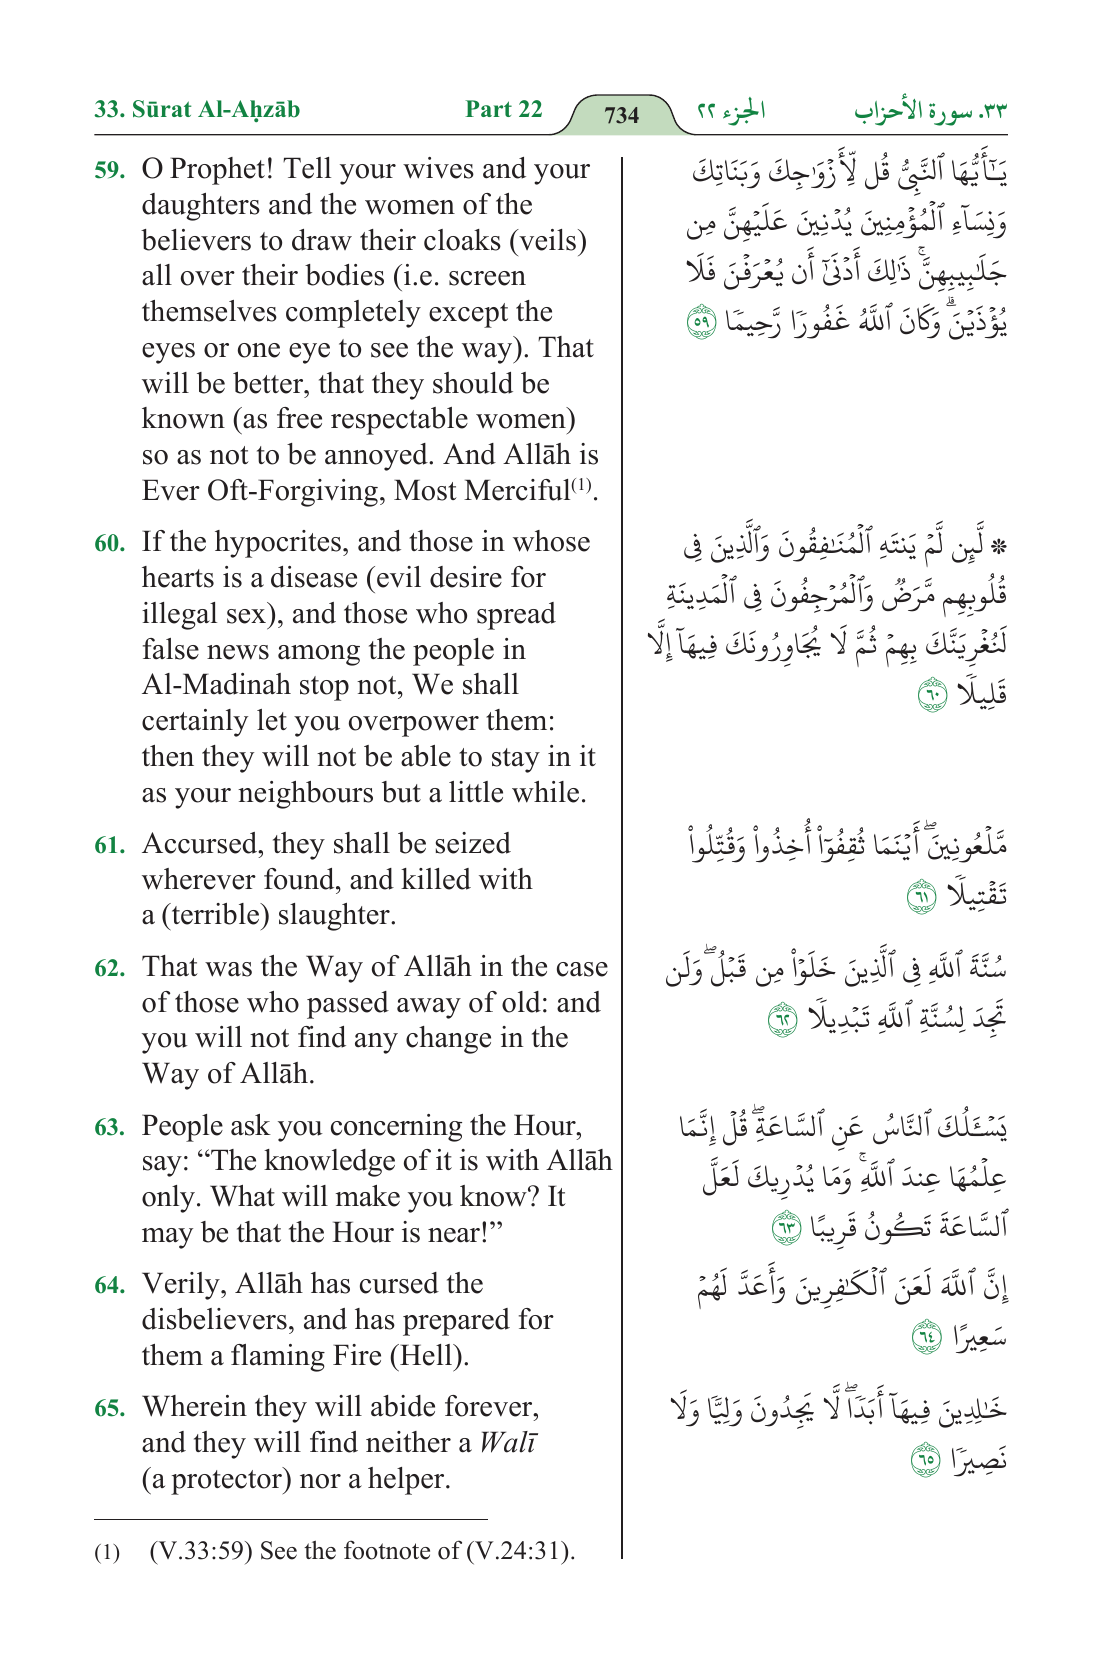 33. Sūrat Al-Aḥzāb
Part 22
734
الجزء ٢٢
٣٣. سورة الأحزاب
59. O Prophet! Tell your wives and your
daughters and the women of the
believers to draw their cloaks (veils)
all over their bodies (i.e. screen
themselves completely except the
eyes or one eye to see the way). That
will be better, that they should be
known (as free respectable women)
so as not to be annoyed. And Allāh is
Ever Oft-Forgiving, Most Merciful(1).
يَـٰٓأَيُّهَا ٱلنَّبِىُّ قُل لِّأَزْوَٰجِكَ وَبَنَاتِكَ
وَنِسَآءِ ٱلْمُؤْمِنِينَ يُدْنِينَ عَلَيْهِنَّ مِن
جَلَـٰبِيبِهِنَّ ۚ ذَٰلِكَ أَدْنَىٰٓ أَن يُعْرَفْنَ فَلَا
يُؤْذَيْنَ ۗ وَكَانَ ٱللَّهُ غَفُورًا رَّحِيمًا ٥٩
60. If the hypocrites, and those in whose
hearts is a disease (evil desire for
illegal sex), and those who spread
false news among the people in
Al-Madinah stop not, We shall
certainly let you overpower them:
then they will not be able to stay in it
as your neighbours but a little while.
۞ لَّئِن لَّمْ يَنتَهِ ٱلْمُنَـٰفِقُونَ وَٱلَّذِينَ فِى
قُلُوبِهِم مَّرَضٌ وَٱلْمُرْجِفُونَ فِى ٱلْمَدِينَةِ
لَنُغْرِيَنَّكَ بِهِمْ ثُمَّ لَا يُجَاوِرُونَكَ فِيهَآ إِلَّا
قَلِيلًا ٦٠
61. Accursed, they shall be seized
wherever found, and killed with
a (terrible) slaughter.
مَّلْعُونِينَ ۖ أَيْنَمَا ثُقِفُوٓا۟ أُخِذُوا۟ وَقُتِّلُوا۟
تَقْتِيلًا ٦١
62. That was the Way of Allāh in the case
of those who passed away of old: and
you will not find any change in the
Way of Allāh.
سُنَّةَ ٱللَّهِ فِى ٱلَّذِينَ خَلَوْا۟ مِن قَبْلُ ۖ وَلَن
تَجِدَ لِسُنَّةِ ٱللَّهِ تَبْدِيلًا ٦٢
63. People ask you concerning the Hour,
say: “The knowledge of it is with Allāh
only. What will make you know? It
may be that the Hour is near!”
يَسْـَٔلُكَ ٱلنَّاسُ عَنِ ٱلسَّاعَةِ ۖ قُلْ إِنَّمَا
عِلْمُهَا عِندَ ٱللَّهِ ۚ وَمَا يُدْرِيكَ لَعَلَّ
ٱلسَّاعَةَ تَكُونُ قَرِيبًا ٦٣
64. Verily, Allāh has cursed the
disbelievers, and has prepared for
them a flaming Fire (Hell).
إِنَّ ٱللَّهَ لَعَنَ ٱلْكَـٰفِرِينَ وَأَعَدَّ لَهُمْ
سَعِيرًا ٦٤
65. Wherein they will abide forever,
and they will find neither a Walī
(a protector) nor a helper.
خَـٰلِدِينَ فِيهَآ أَبَدًا ۖ لَّا يَجِدُونَ وَلِيًّا وَلَا
نَصِيرًا ٦٥
(1) (V.33:59) See the footnote of (V.24:31).